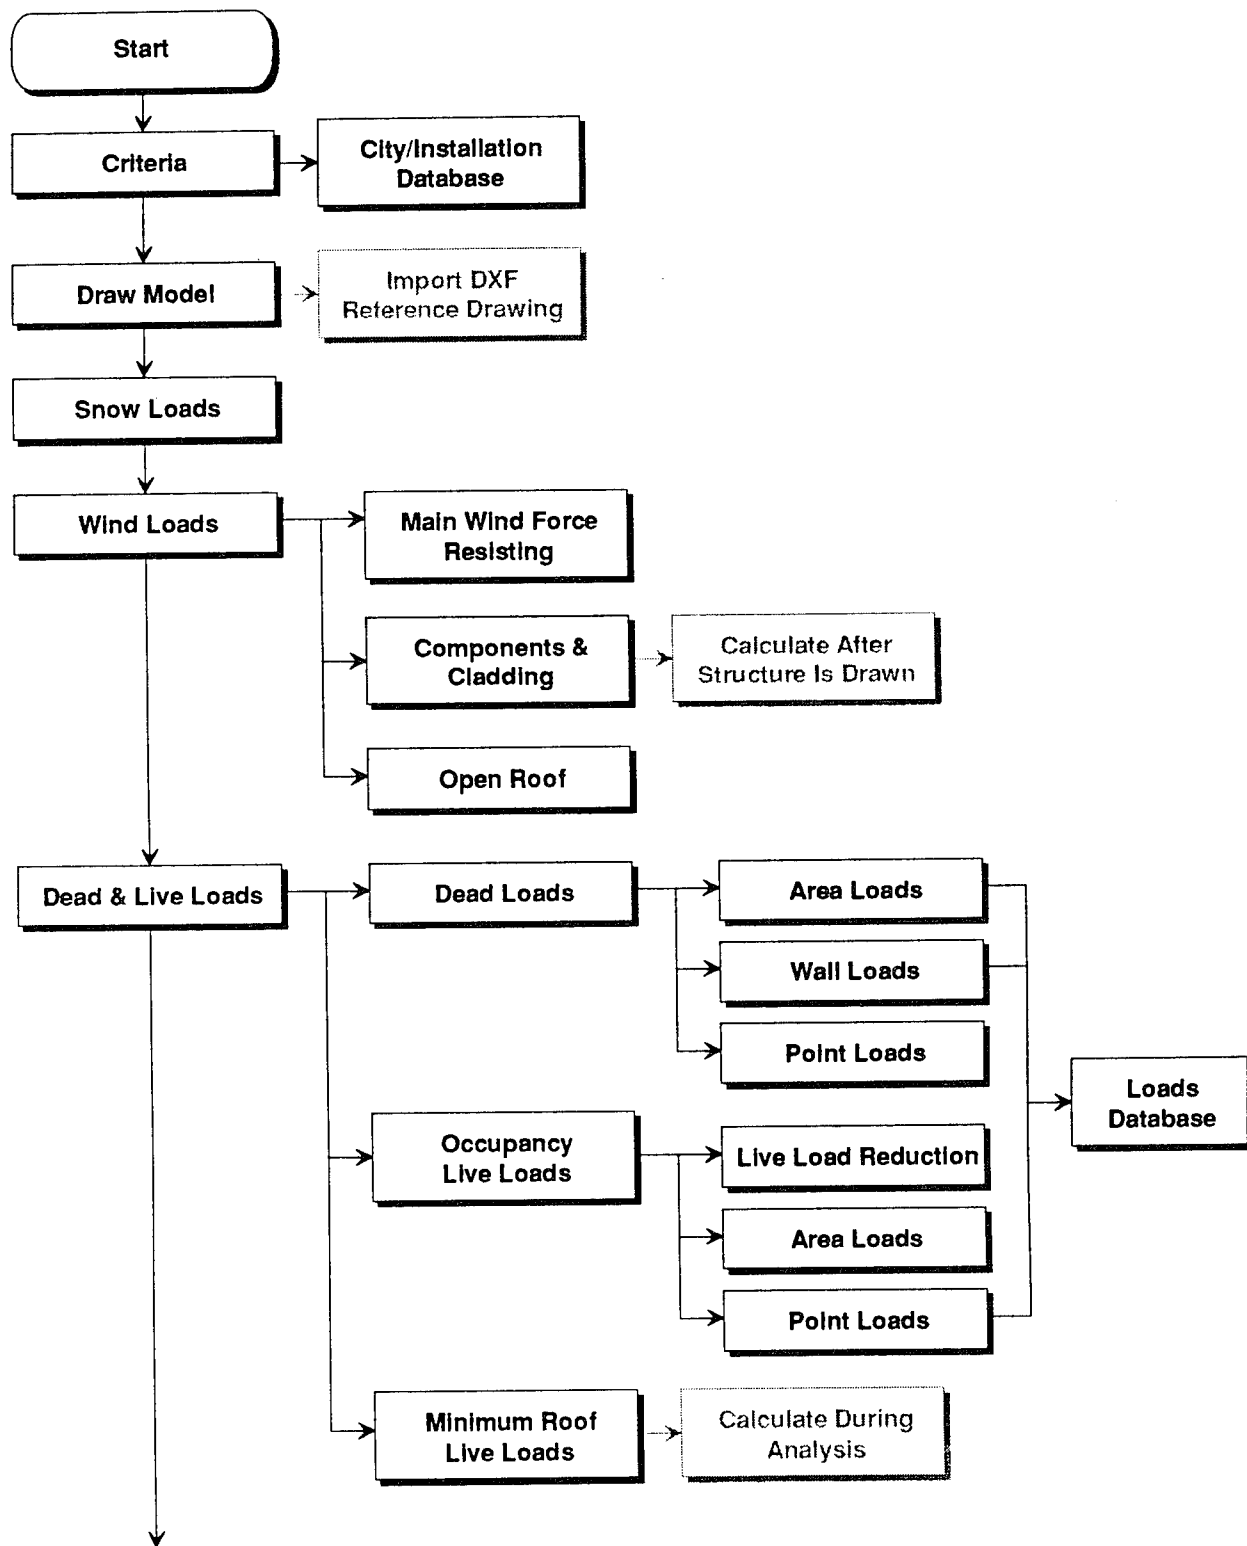 Start
Criteria
City/Installation
Database
Draw Model
Import DXF
Reference Drawing
Snow Loads
Wind Loads
Main Wind Force
Resisting
Components &
Cladding
Calculate After
Structure Is Drawn
Open Roof
Dead & Live Loads
Dead Loads
Area Loads
Wall Loads
Point Loads
Loads
Database
Occupancy
Live Loads
Live Load Reduction
Area Loads
Point Loads
Minimum Roof
Live Loads
Calculate During
Analysis